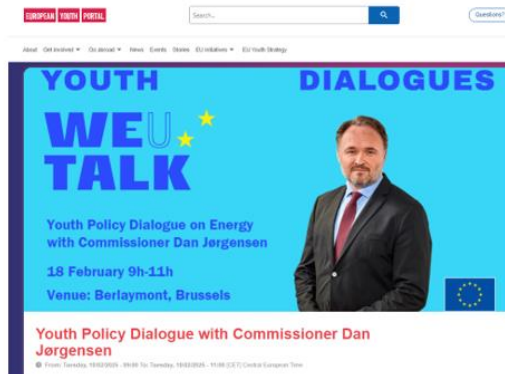 EUROPEAN YOUTH PORTAL
Search...
Questions?
About Get involved Go abroad News Events Stories EU Initiatives EU Youth Strategy
YOUTH DIALOGUES
WEU
TALK
Youth Policy Dialogue on Energy
with Commissioner Dan Jørgensen
18 February 9h-11h
Venue: Berlaymont, Brussels
Youth Policy Dialogue with Commissioner Dan
Jørgensen
From: Tuesday, 18/02/2025 - 09:00 To: Tuesday, 18/02/2025 - 11:00 (CET) Central European Time